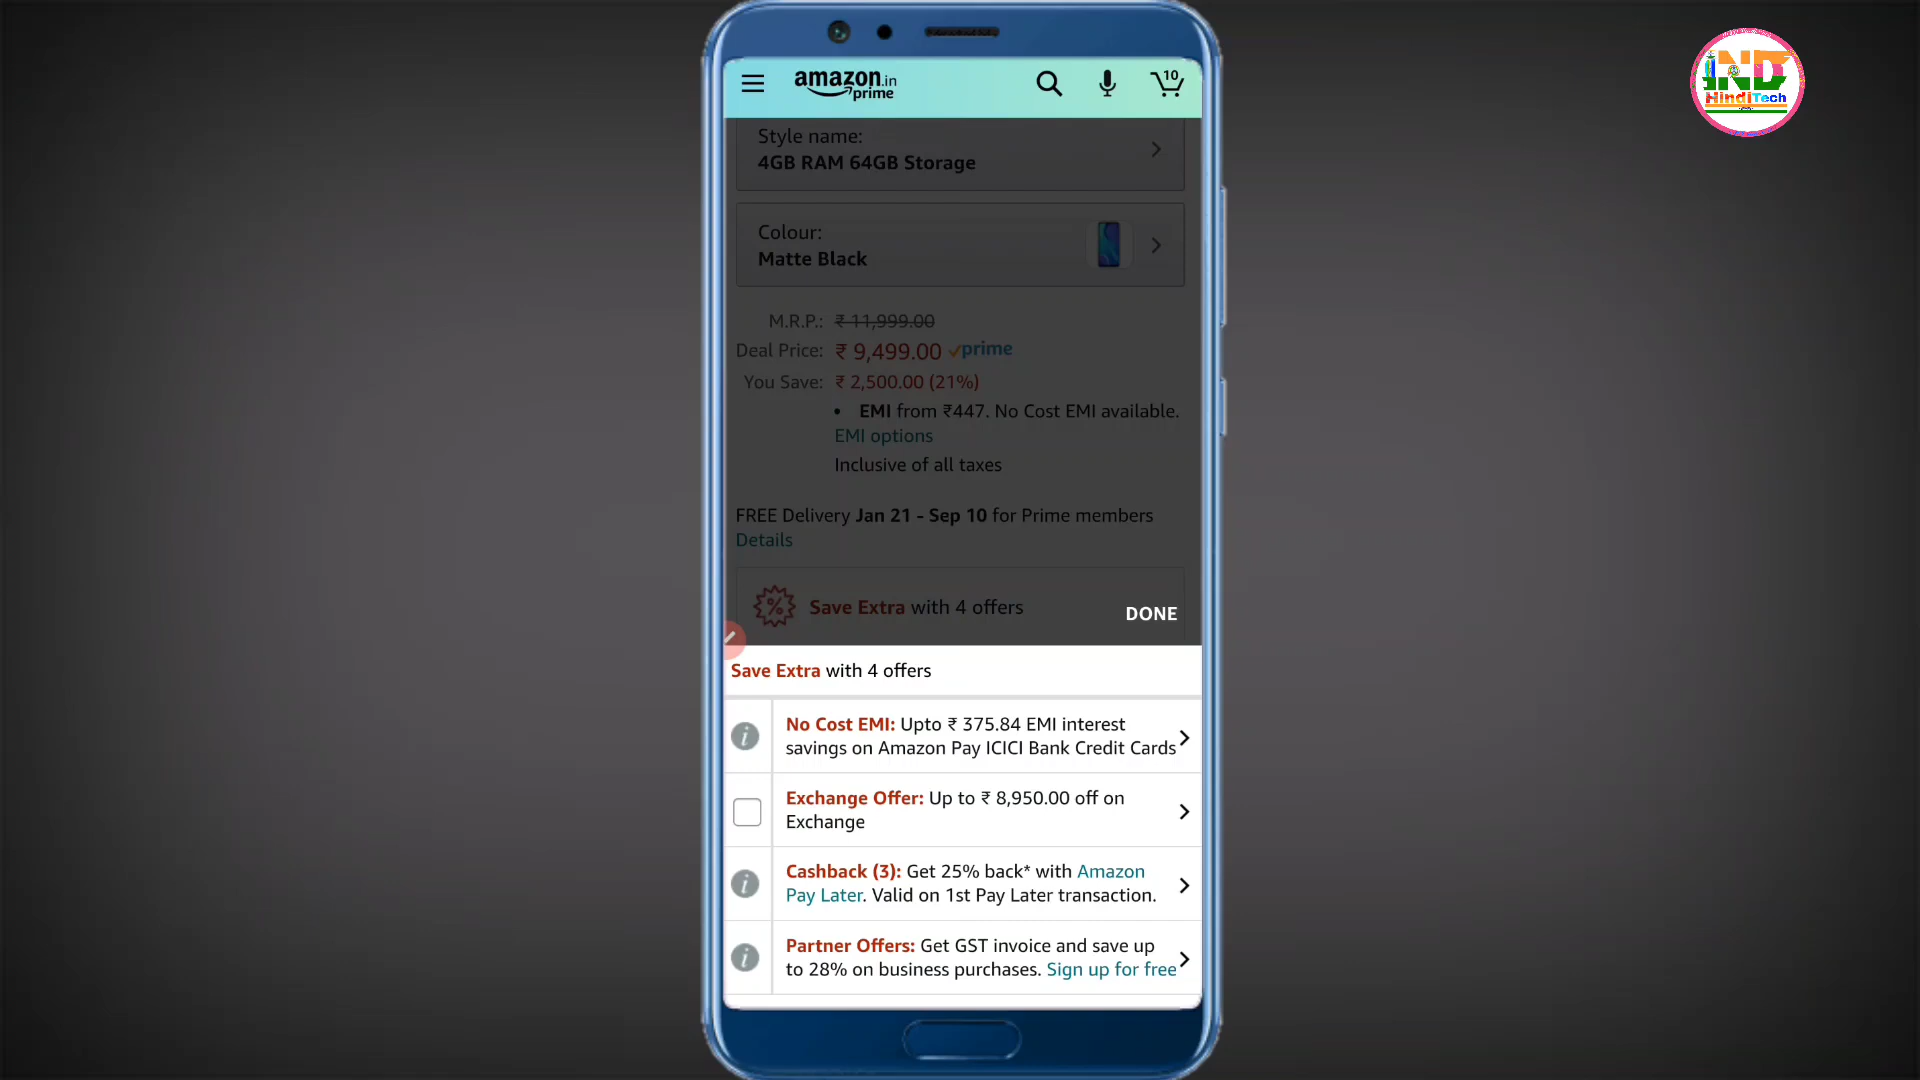 amazon.in
prime
10
IND
HindiTech
Style name:
4GB RAM 64GB Storage
Colour:
Matte Black
M.R.P.: ₹ 11,999.00
Deal Price: ₹ 9,499.00 prime
You Save: ₹ 2,500.00 (21%)
• EMI from ₹447. No Cost EMI available.
EMI options
Inclusive of all taxes
FREE Delivery Jan 21 - Sep 10 for Prime members
Details
% Save Extra with 4 offers
DONE
Save Extra with 4 offers
No Cost EMI: Upto ₹ 375.84 EMI interest
savings on Amazon Pay ICICI Bank Credit Cards
Exchange Offer: Up to ₹ 8,950.00 off on
Exchange
Cashback (3): Get 25% back* with Amazon
Pay Later. Valid on 1st Pay Later transaction.
Partner Offers: Get GST invoice and save up
to 28% on business purchases. Sign up for free